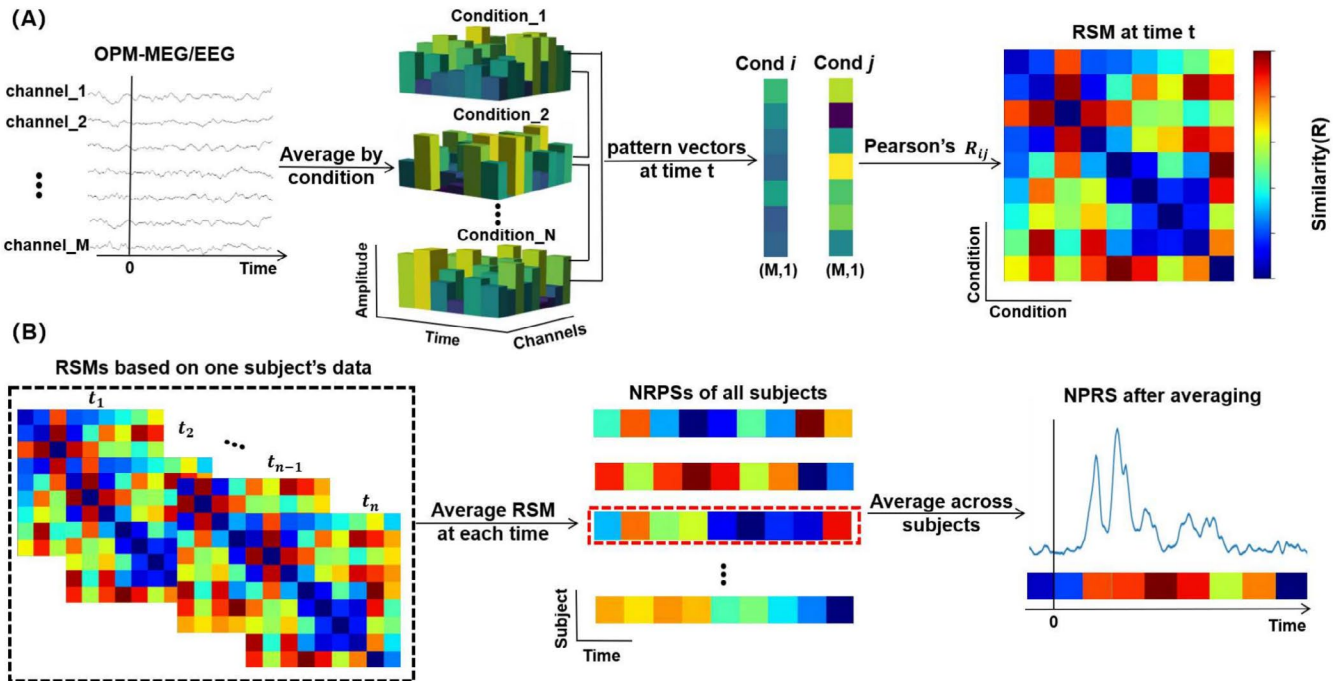 (A)
OPM-MEG/EEG
channel_1
channel_2
channel_M
0
Time
Average by
condition
Condition_1
Condition_2
Condition_N
Amplitude
Time
Channels
pattern vectors
at time t
Cond i
Cond j
(M,1)
(M,1)
Pearson's R_{ij}
RSM at time t
Condition
Condition
Similarity(R)
(B)
RSMs based on one subject's data
t_1
t_2
t_{n-1}
t_n
Average RSM
at each time
NRPSs of all subjects
Subject
Time
Average across
subjects
NPRS after averaging
0
Time